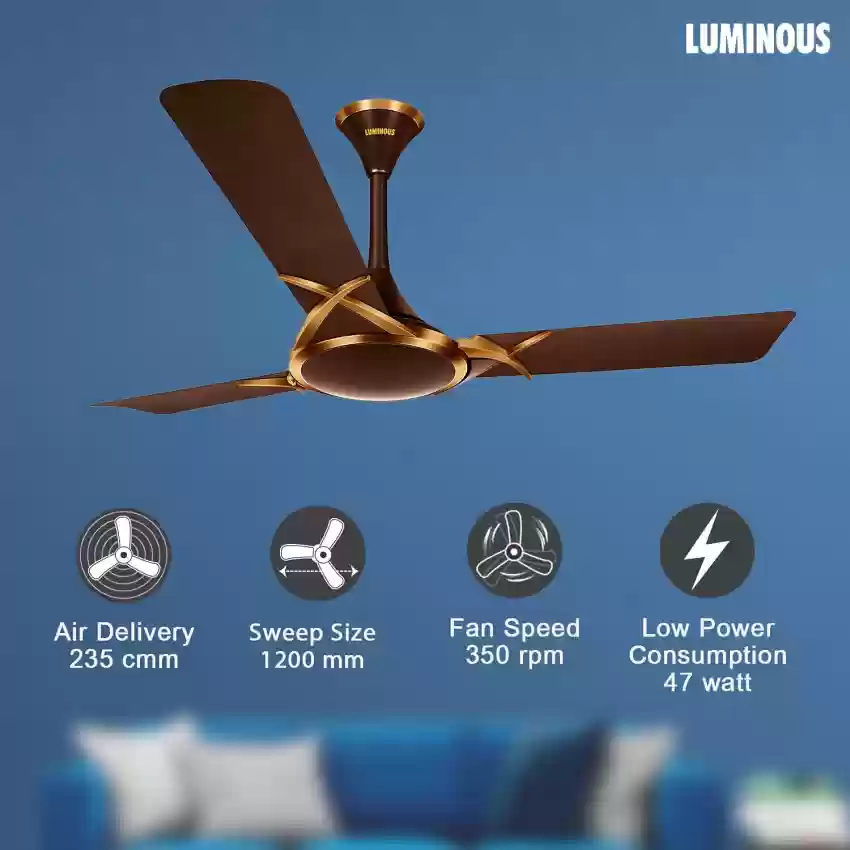 LUMINOUS
LUMINOUS
Air Delivery
235 cmm
Sweep Size
1200 mm
Fan Speed
350 rpm
Low Power
Consumption
47 watt